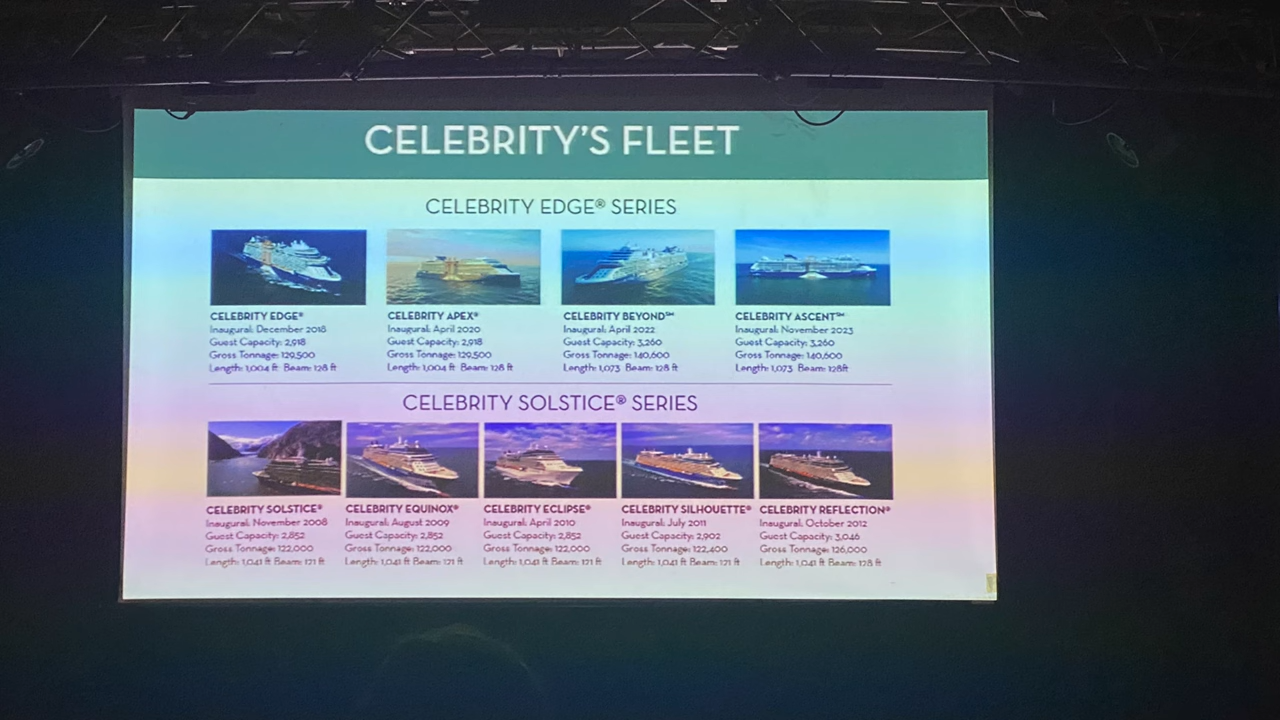 CELEBRITY'S FLEET
CELEBRITY EDGE® SERIES
CELEBRITY EDGE®
Inaugural: December 2018
Guest Capacity: 2,918
Gross Tonnage: 129,500
Length: 1,004 ft Beam: 128 ft
CELEBRITY APEX®
Inaugural: April 2020
Guest Capacity: 2,918
Gross Tonnage: 129,500
Length: 1,004 ft Beam: 128 ft
CELEBRITY BEYOND℠
Inaugural: April 2022
Guest Capacity: 3,260
Gross Tonnage: 140,600
Length: 1,073 Beam: 128 ft
CELEBRITY ASCENT℠
Inaugural: November 2023
Guest Capacity: 3,260
Gross Tonnage: 140,600
Length: 1,073 Beam: 128ft
CELEBRITY SOLSTICE® SERIES
CELEBRITY SOLSTICE®
Inaugural: November 2008
Guest Capacity: 2,852
Gross Tonnage: 122,000
Length: 1,041 ft Beam: 121 ft
CELEBRITY EQUINOX®
Inaugural: August 2009
Guest Capacity: 2,852
Gross Tonnage: 122,000
Length: 1,041 ft Beam: 121 ft
CELEBRITY ECLIPSE®
Inaugural: April 2010
Guest Capacity: 2,852
Gross Tonnage: 122,000
Length: 1,041 ft Beam: 121 ft
CELEBRITY SILHOUETTE®
Inaugural: July 2011
Guest Capacity: 2,902
Gross Tonnage: 122,400
Length: 1,041 ft Beam: 121 ft
CELEBRITY REFLECTION®
Inaugural: October 2012
Guest Capacity: 3,046
Gross Tonnage: 126,000
Length: 1,041 ft Beam: 128 ft